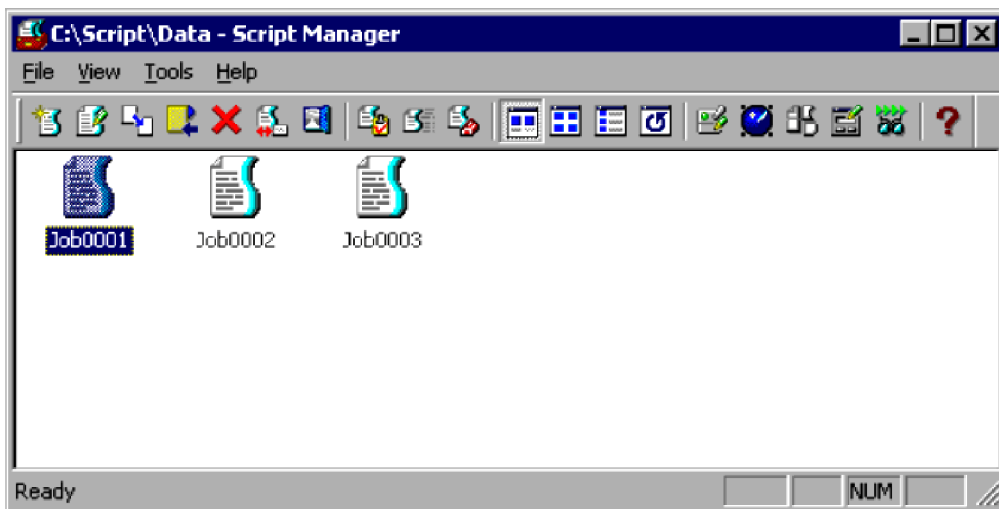 C:\Script\Data - Script Manager
File View Tools Help
Job0001 Job0002 Job0003
Ready NUM